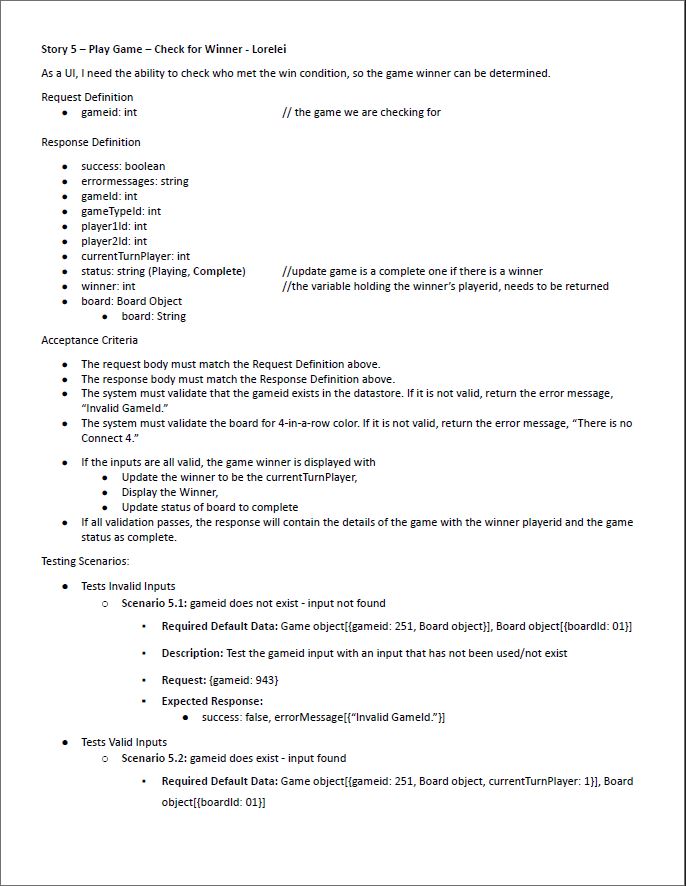 Story 5 – Play Game – Check for Winner - Lorelei
As a UI, I need the ability to check who met the win condition, so the game winner can be determined.
Request Definition
● gameid: int // the game we are checking for
Response Definition
● success: boolean
● errormessages: string
● gameId: int
● gameTypeId: int
● player1Id: int
● player2Id: int
● currentTurnPlayer: int
● status: string (Playing, Complete) //update game is a complete one if there is a winner
● winner: int //the variable holding the winner’s playerid, needs to be returned
● board: Board Object
● board: String
Acceptance Criteria
● The request body must match the Request Definition above.
● The response body must match the Response Definition above.
● The system must validate that the gameid exists in the datastore. If it is not valid, return the error message,
“Invalid GameId.”
● The system must validate the board for 4-in-a-row color. If it is not valid, return the error message, “There is no
Connect 4.”
● If the inputs are all valid, the game winner is displayed with
● Update the winner to be the currentTurnPlayer,
● Display the Winner,
● Update status of board to complete
● If all validation passes, the response will contain the details of the game with the winner playerid and the game
status as complete.
Testing Scenarios:
● Tests Invalid Inputs
○ Scenario 5.1: gameid does not exist - input not found
▪ Required Default Data: Game object[{gameid: 251, Board object}], Board object[{boardId: 01}]
▪ Description: Test the gameid input with an input that has not been used/not exist
▪ Request: {gameid: 943}
▪ Expected Response:
● success: false, errorMessage[{“Invalid GameId.”}]
● Tests Valid Inputs
○ Scenario 5.2: gameid does exist - input found
▪ Required Default Data: Game object[{gameid: 251, Board object, currentTurnPlayer: 1}], Board
object[{boardId: 01}]